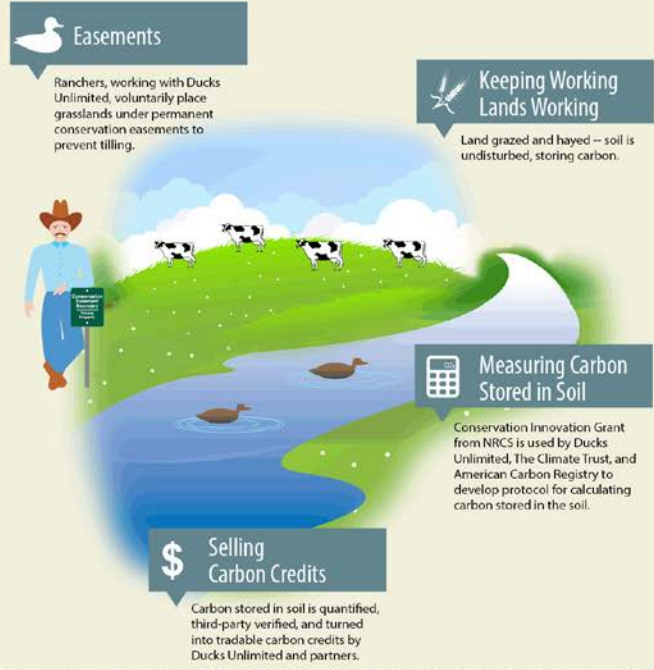 Easements
Ranchers, working with Ducks
Unlimited, voluntarily place
grasslands under permanent
conservation easements to
prevent tilling.
Keeping Working
Lands Working
Land grazed and hayed -- soil is
undisturbed, storing carbon.
Conservation
Easement
Boundary
Measuring Carbon
Stored in Soil
Conservation Innovation Grant
from NRCS is used by Ducks
Unlimited, The Climate Trust, and
American Carbon Registry to
develop protocol for calculating
carbon stored in the soil.
$ Selling
Carbon Credits
Carbon stored in soil is quantified,
third-party verified, and turned
into tradable carbon credits by
Ducks Unlimited and partners.